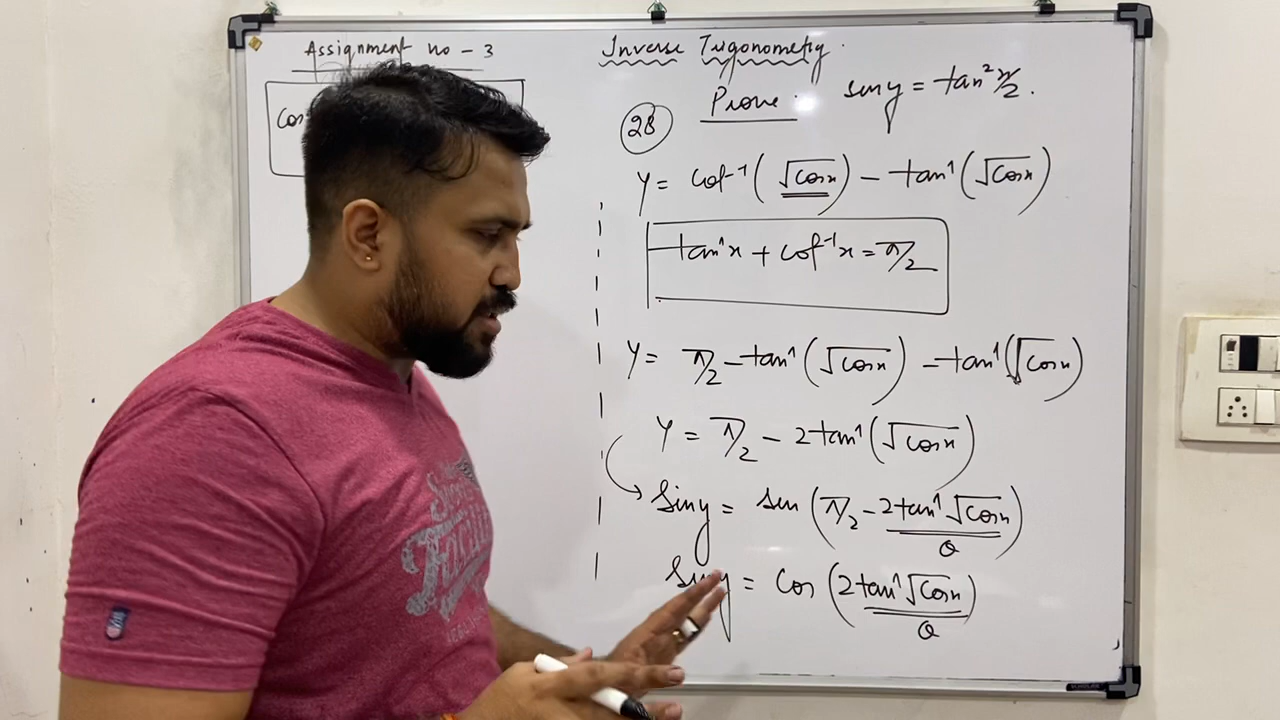 Assignment no - 3
Inverse Trigonometry.
Prove: sin y = tan² x/2.
28
cos
Y = cot⁻¹(√cos x) - tan⁻¹(√cos x)
tan⁻¹x + cot⁻¹x = π/2
Y = π/2 - tan⁻¹(√cos x) - tan⁻¹(√cos x)
Y = π/2 - 2tan⁻¹(√cos x)
Sin y = sin(π/2 - 2tan⁻¹√cos x)
θ
Sin y = cos(2tan⁻¹√cos x)
θ